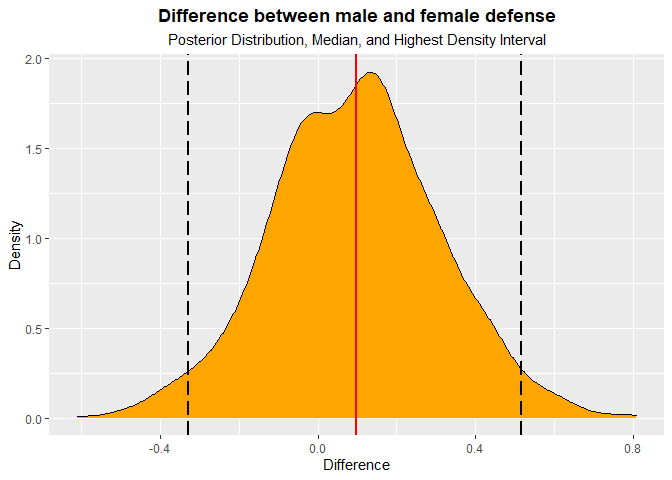 Difference between male and female defense
Posterior Distribution, Median, and Highest Density Interval
2.0
1.5
1.0
0.5
0.0
Density
-0.4
0.0
0.4
0.8
Difference